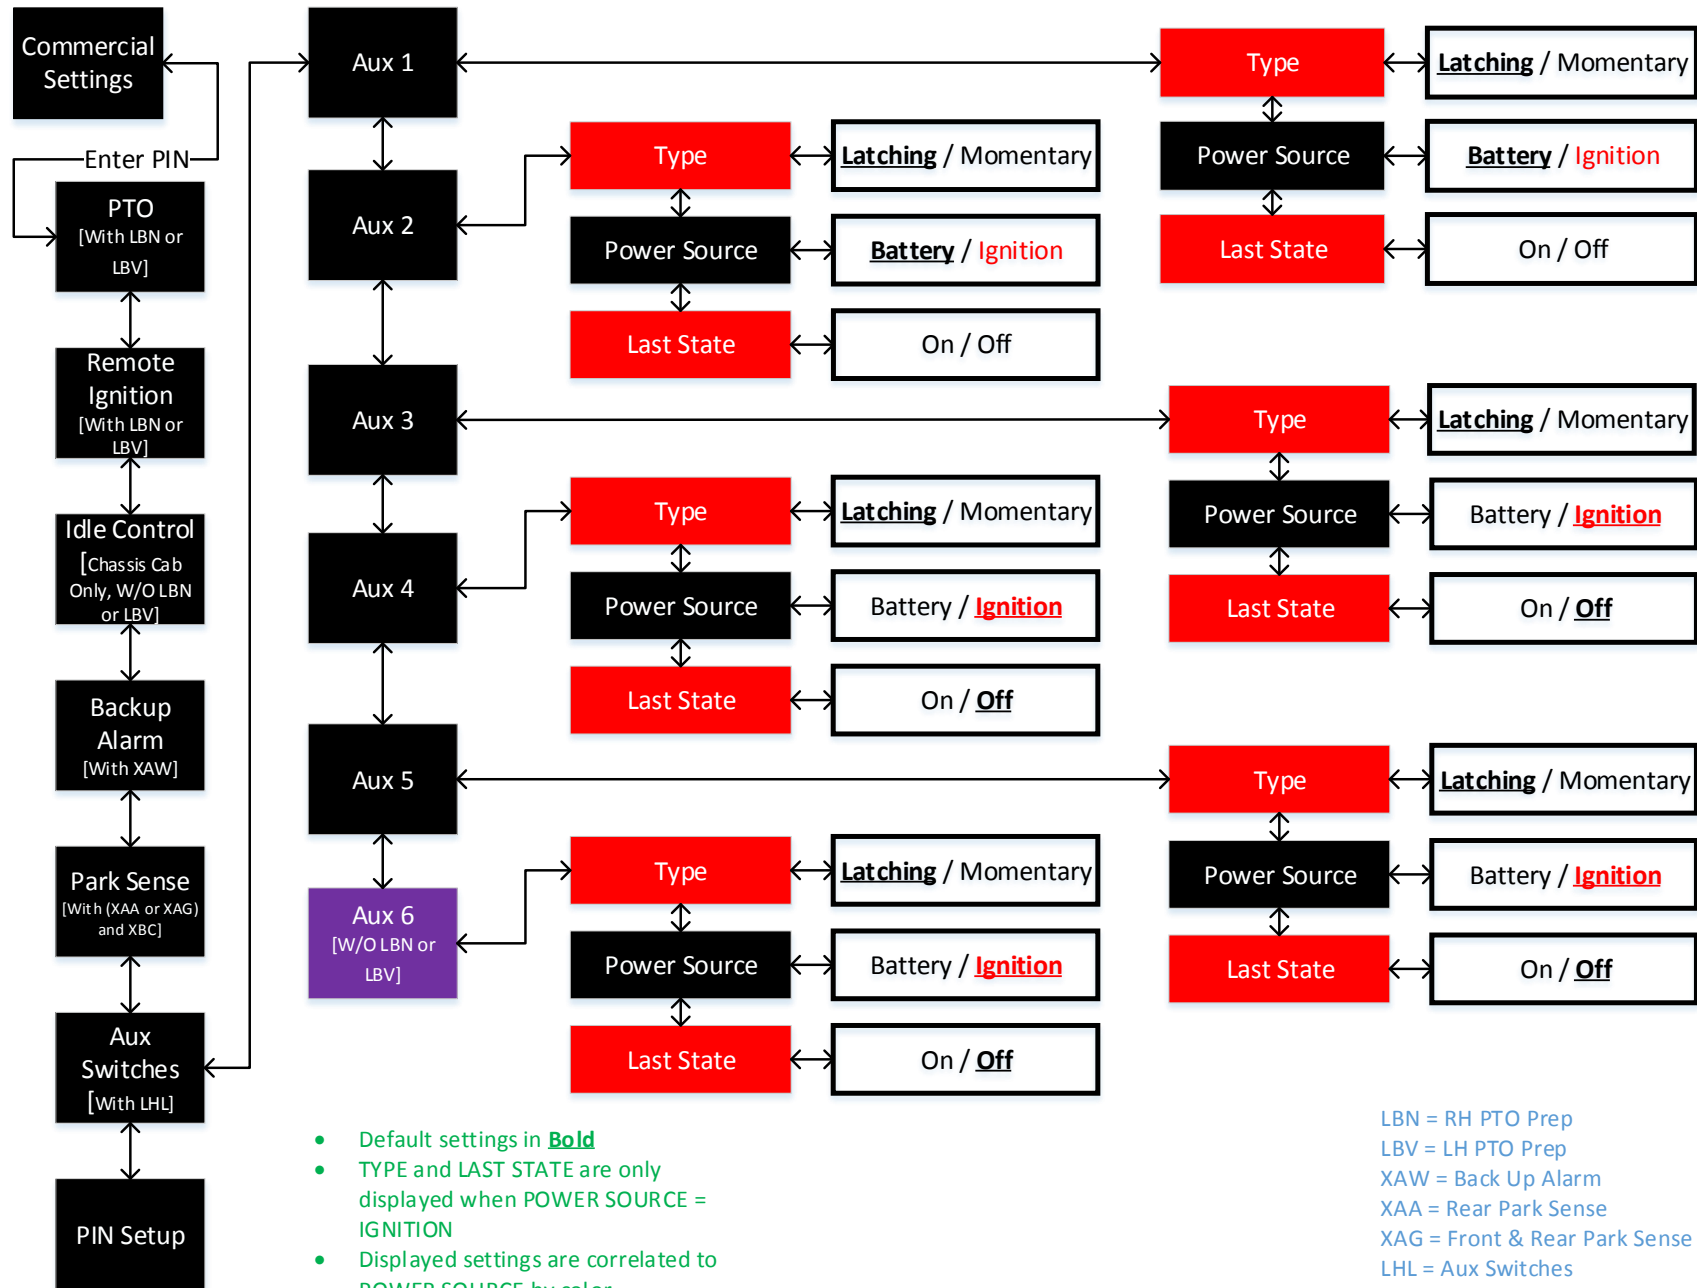 Commercial
Settings
Enter PIN
PTO
[With LBN or
LBV]
Remote
Ignition
[With LBN or
LBV]
Idle Control
[Chassis Cab
Only, W/O LBN
or LBV]
Backup
Alarm
[With XAW]
Park Sense
[With (XAA or XAG)
and XBC]
Aux
Switches
[With LHL]
PIN Setup
Aux 1
Type
Latching / Momentary
Power Source
Battery / Ignition
Last State
On / Off
Aux 2
Type
Latching / Momentary
Power Source
Battery / Ignition
Last State
On / Off
Aux 3
Type
Latching / Momentary
Power Source
Battery / Ignition
Last State
On / Off
Aux 4
Type
Latching / Momentary
Power Source
Battery / Ignition
Last State
On / Off
Aux 5
Type
Latching / Momentary
Power Source
Battery / Ignition
Last State
On / Off
Aux 6
[W/O LBN or
LBV]
Type
Latching / Momentary
Power Source
Battery / Ignition
Last State
On / Off
• Default settings in Bold
• TYPE and LAST STATE are only
displayed when POWER SOURCE =
IGNITION
• Displayed settings are correlated to
POWER SOURCE by color
LBN = RH PTO Prep
LBV = LH PTO Prep
XAW = Back Up Alarm
XAA = Rear Park Sense
XAG = Front & Rear Park Sense
LHL = Aux Switches